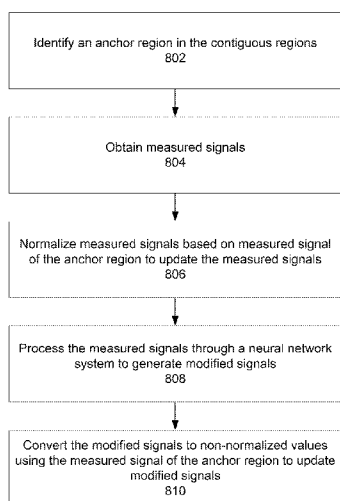 Identify an anchor region in the contiguous regions
802
Obtain measured signals
804
Normalize measured signals based on measured signal
of the anchor region to update the measured signals
806
Process the measured signals through a neural network
system to generate modified signals
808
Convert the modified signals to non-normalized values
using the measured signal of the anchor region to update
modified signals
810